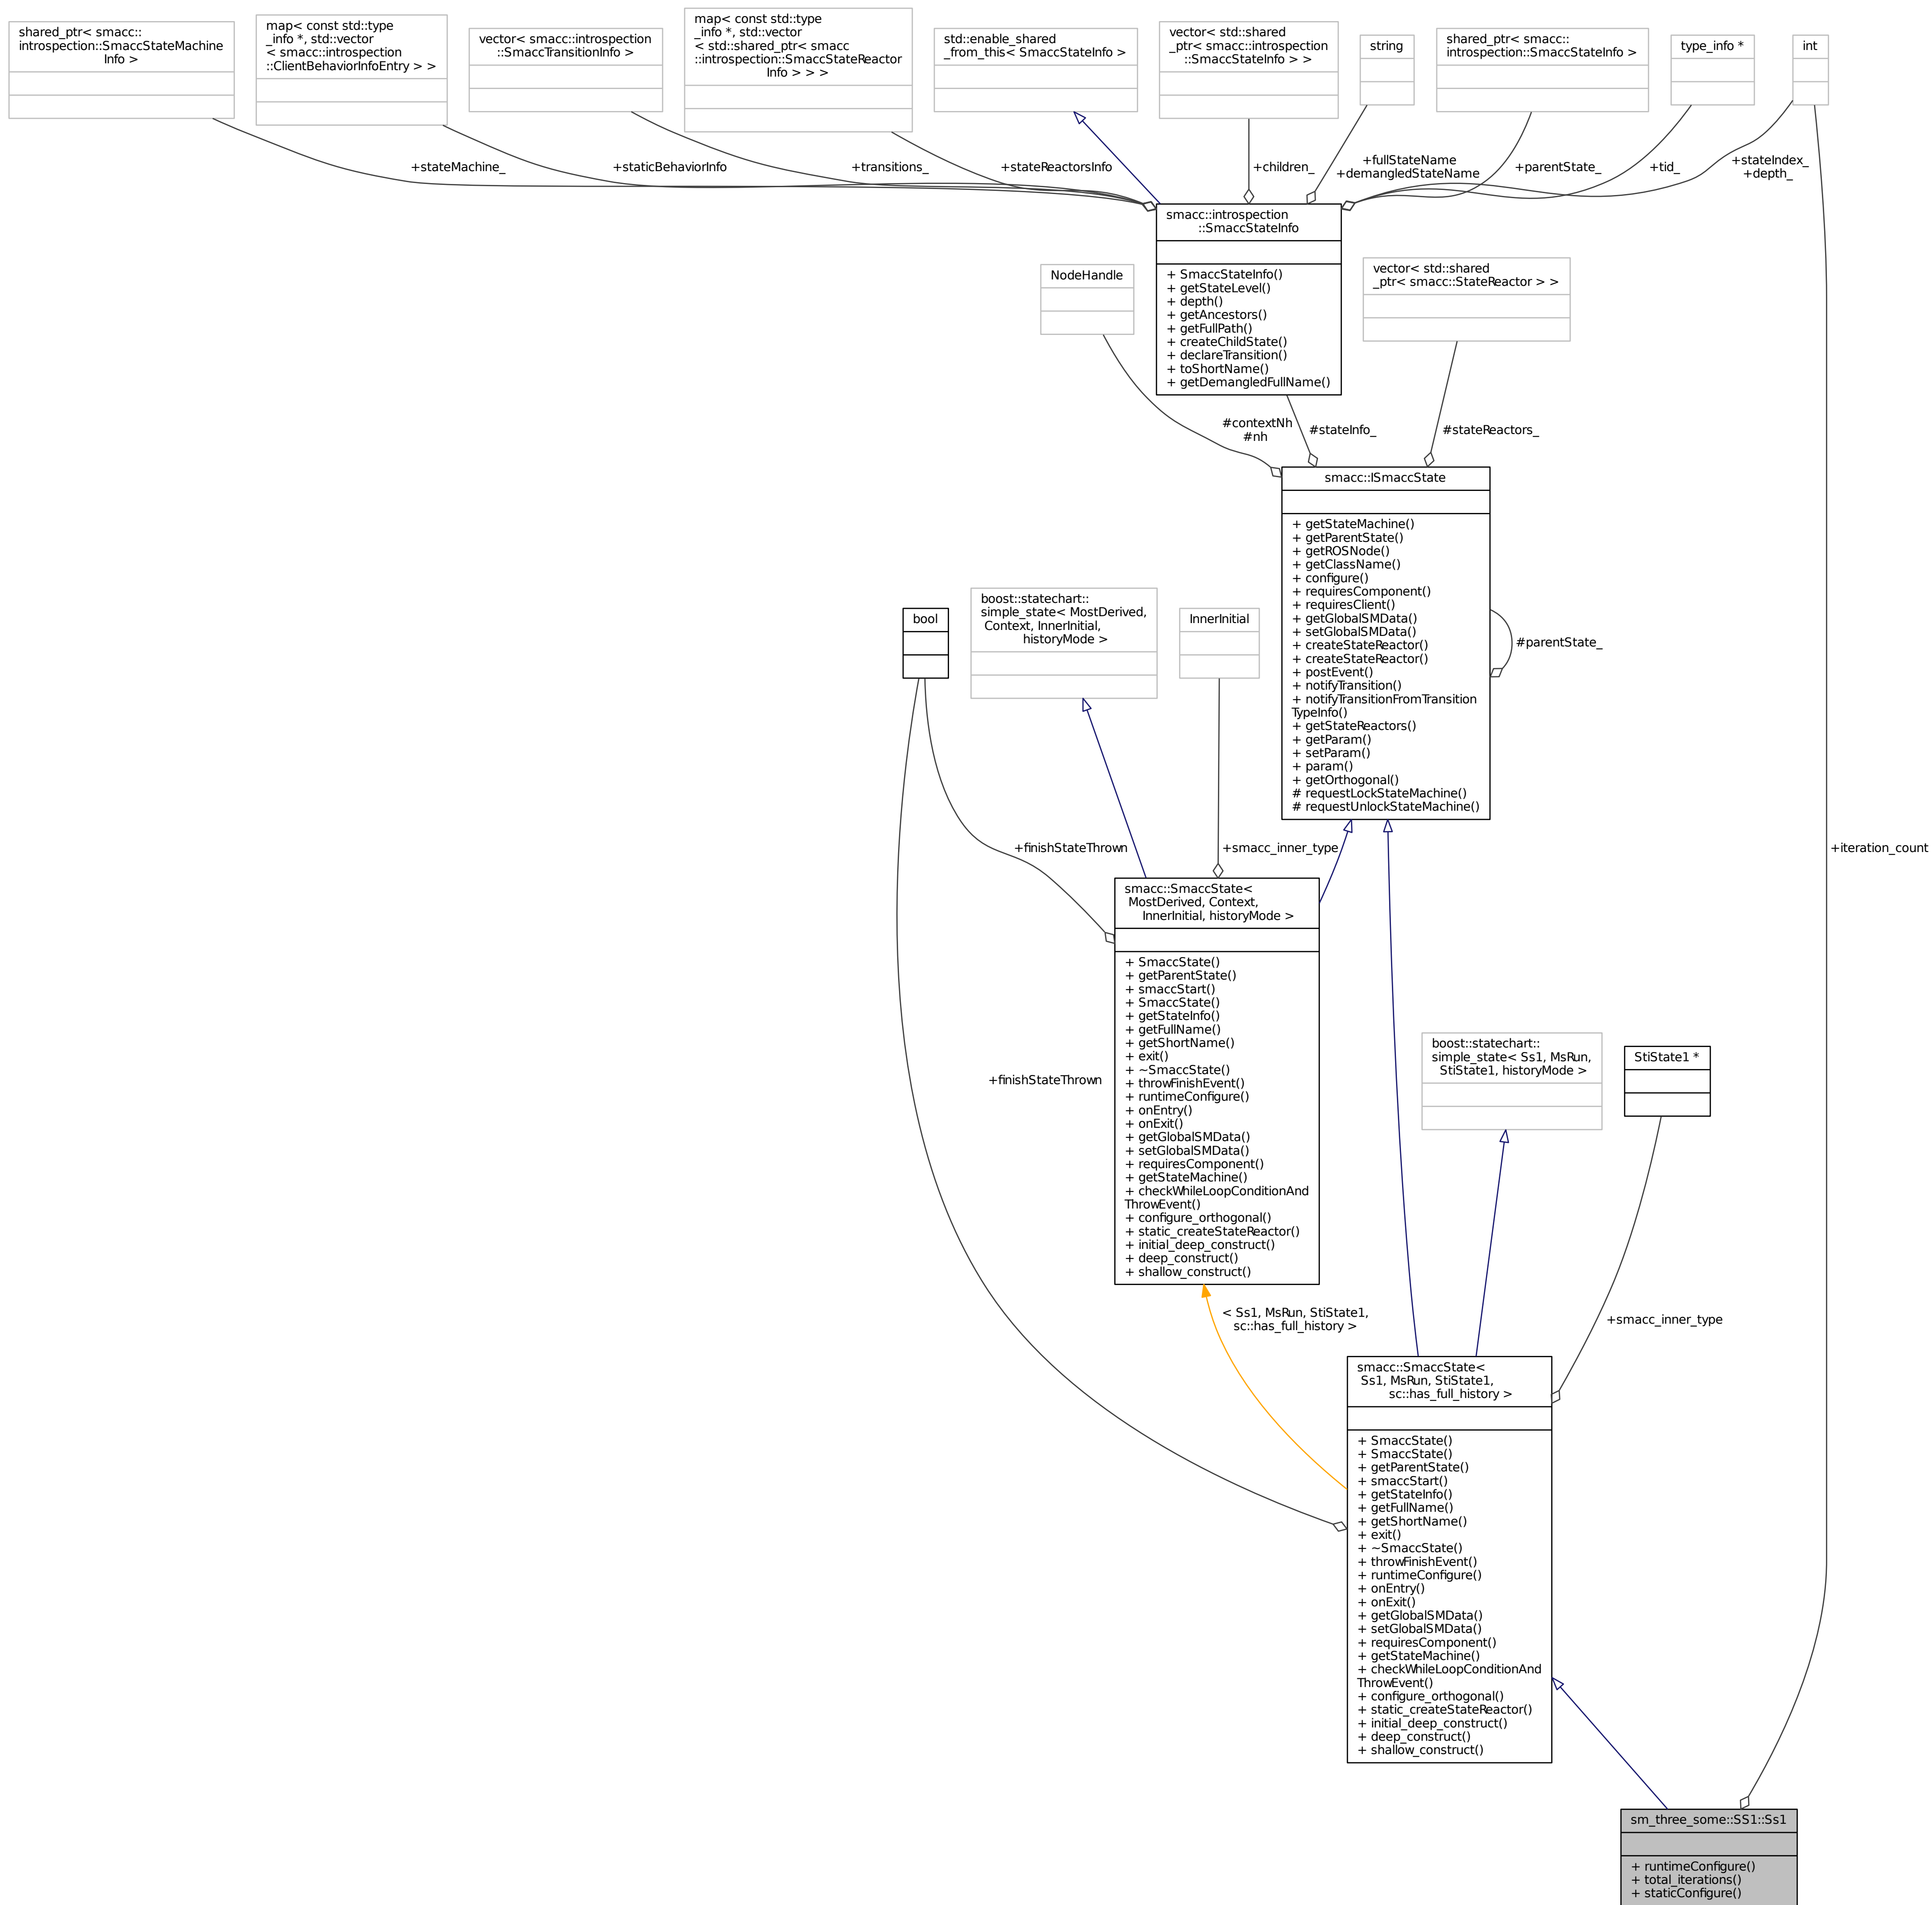 shared_ptr< smacc::
introspection::SmaccStateMachine
Info >
map< const std::type
_info *, std::vector
< smacc::introspection
::ClientBehaviorInfoEntry > >
vector< smacc::introspection
::SmaccTransitionInfo >
map< const std::type
_info *, std::vector
< std::shared_ptr< smacc
::introspection::SmaccStateReactor
Info > > >
std::enable_shared
_from_this< SmaccStateInfo >
vector< std::shared
_ptr< smacc::introspection
::SmaccStateInfo > >
string
shared_ptr< smacc::
introspection::SmaccStateInfo >
type_info *
int
+stateMachine_
+staticBehaviorInfo
+transitions_
+stateReactorsInfo
+children_
+fullStateName
+demangledStateName
+parentState_
+tid_
+stateIndex_
+depth_
smacc::introspection
::SmaccStateInfo
+ SmaccStateInfo()
+ getStateLevel()
+ depth()
+ getAncestors()
+ getFullPath()
+ createChildState()
+ declareTransition()
+ toShortName()
+ getDemangledFullName()
NodeHandle
vector< std::shared
_ptr< smacc::StateReactor > >
#contextNh
#nh
#stateInfo_
#stateReactors_
smacc::ISmaccState
+ getStateMachine()
+ getParentState()
+ getROSNode()
+ getClassName()
+ configure()
+ requiresComponent()
+ requiresClient()
+ getGlobalSMData()
+ setGlobalSMData()
+ createStateReactor()
+ createStateReactor()
+ postEvent()
+ notifyTransition()
+ notifyTransitionFromTransition
TypeInfo()
+ getStateReactors()
+ getParam()
+ setParam()
+ param()
+ getOrthogonal()
# requestLockStateMachine()
# requestUnlockStateMachine()
#parentState_
bool
boost::statechart::
simple_state< MostDerived,
Context, InnerInitial,
historyMode >
InnerInitial
+finishStateThrown
+smacc_inner_type
+iteration_count
smacc::SmaccState<
MostDerived, Context,
InnerInitial, historyMode >
+ SmaccState()
+ getParentState()
+ smaccStart()
+ SmaccState()
+ getStateInfo()
+ getFullName()
+ getShortName()
+ exit()
+ ~SmaccState()
+ throwFinishEvent()
+ runtimeConfigure()
+ onEntry()
+ onExit()
+ getGlobalSMData()
+ setGlobalSMData()
+ requiresComponent()
+ getStateMachine()
+ checkWhileLoopConditionAnd
ThrowEvent()
+ configure_orthogonal()
+ static_createStateReactor()
+ initial_deep_construct()
+ deep_construct()
+ shallow_construct()
+finishStateThrown
boost::statechart::
simple_state< Ss1, MsRun,
StiState1, historyMode >
StiState1 *
< Ss1, MsRun, StiState1,
sc::has_full_history >
+smacc_inner_type
smacc::SmaccState<
Ss1, MsRun, StiState1,
sc::has_full_history >
+ SmaccState()
+ SmaccState()
+ getParentState()
+ smaccStart()
+ getStateInfo()
+ getFullName()
+ getShortName()
+ exit()
+ ~SmaccState()
+ throwFinishEvent()
+ runtimeConfigure()
+ onEntry()
+ onExit()
+ getGlobalSMData()
+ setGlobalSMData()
+ requiresComponent()
+ getStateMachine()
+ checkWhileLoopConditionAnd
ThrowEvent()
+ configure_orthogonal()
+ static_createStateReactor()
+ initial_deep_construct()
+ deep_construct()
+ shallow_construct()
sm_three_some::SS1::Ss1
+ runtimeConfigure()
+ total_iterations()
+ staticConfigure()